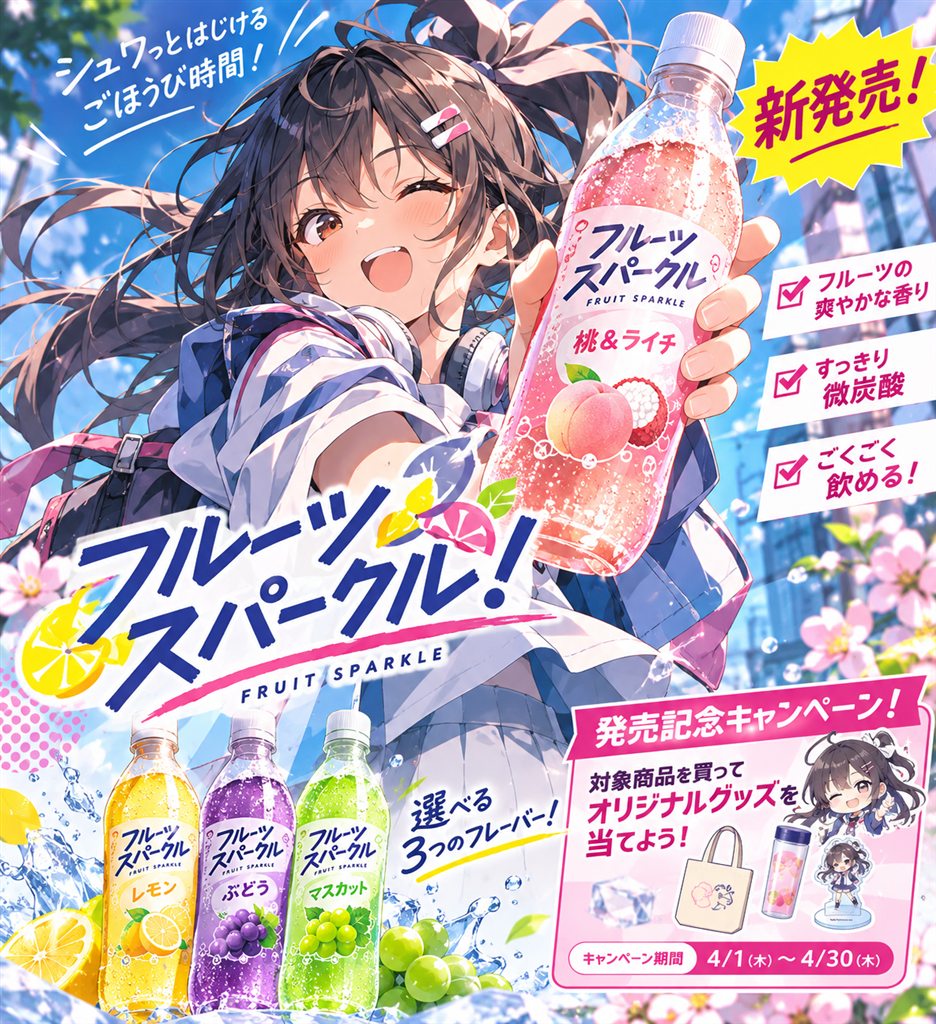 シュワっとはじける
ごほうび時間！
新発売！
フルーツ
スパークル
FRUIT SPARKLE
桃&ライチ
フルーツの
爽やかな香り
すっきり
微炭酸
ごくごく
飲める！
フルーツ
スパークル！
FRUIT SPARKLE
フルーツ
スパークル
FRUIT SPARKLE
レモン
フルーツ
スパークル
FRUIT SPARKLE
ぶどう
フルーツ
スパークル
FRUIT SPARKLE
マスカット
選べる
3つのフレーバー！
発売記念キャンペーン！
対象商品を買って
オリジナルグッズを
当てよう！
キャンペーン期間 4/1(木)～4/30(木)